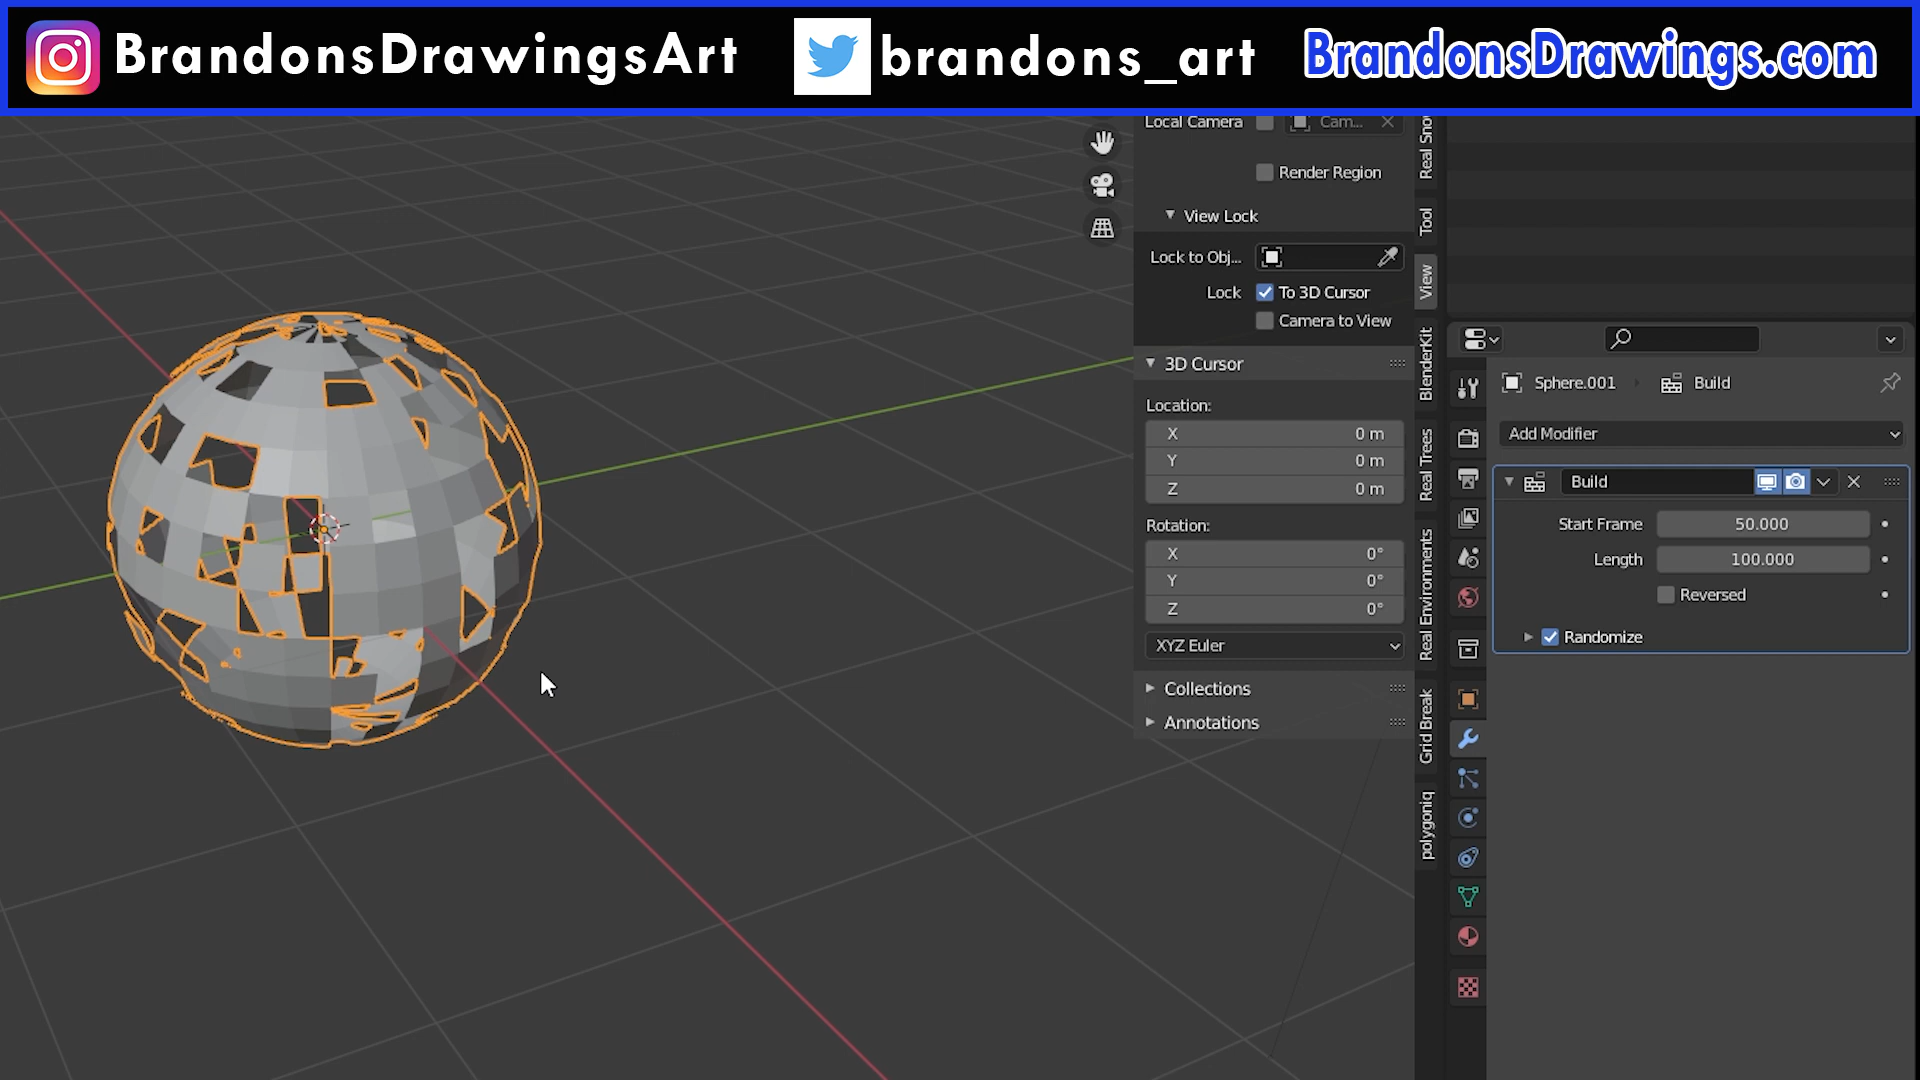 BrandonsDrawingsArt
brandons_art
BrandonsDrawings.com
Local Camera
Cam...
Render Region
View Lock
Lock to Obj...
Lock
To 3D Cursor
Camera to View
3D Cursor
Location:
X 0 m
Y 0 m
Z 0 m
Rotation:
X 0°
Y 0°
Z 0°
XYZ Euler
Collections
Annotations
Real Sno
Tool
View
BlenderKit
Real Trees
Real Environments
Grid Break
polygoniq
Sphere.001
Build
Add Modifier
Build
Start Frame 50.000
Length 100.000
Reversed
Randomize